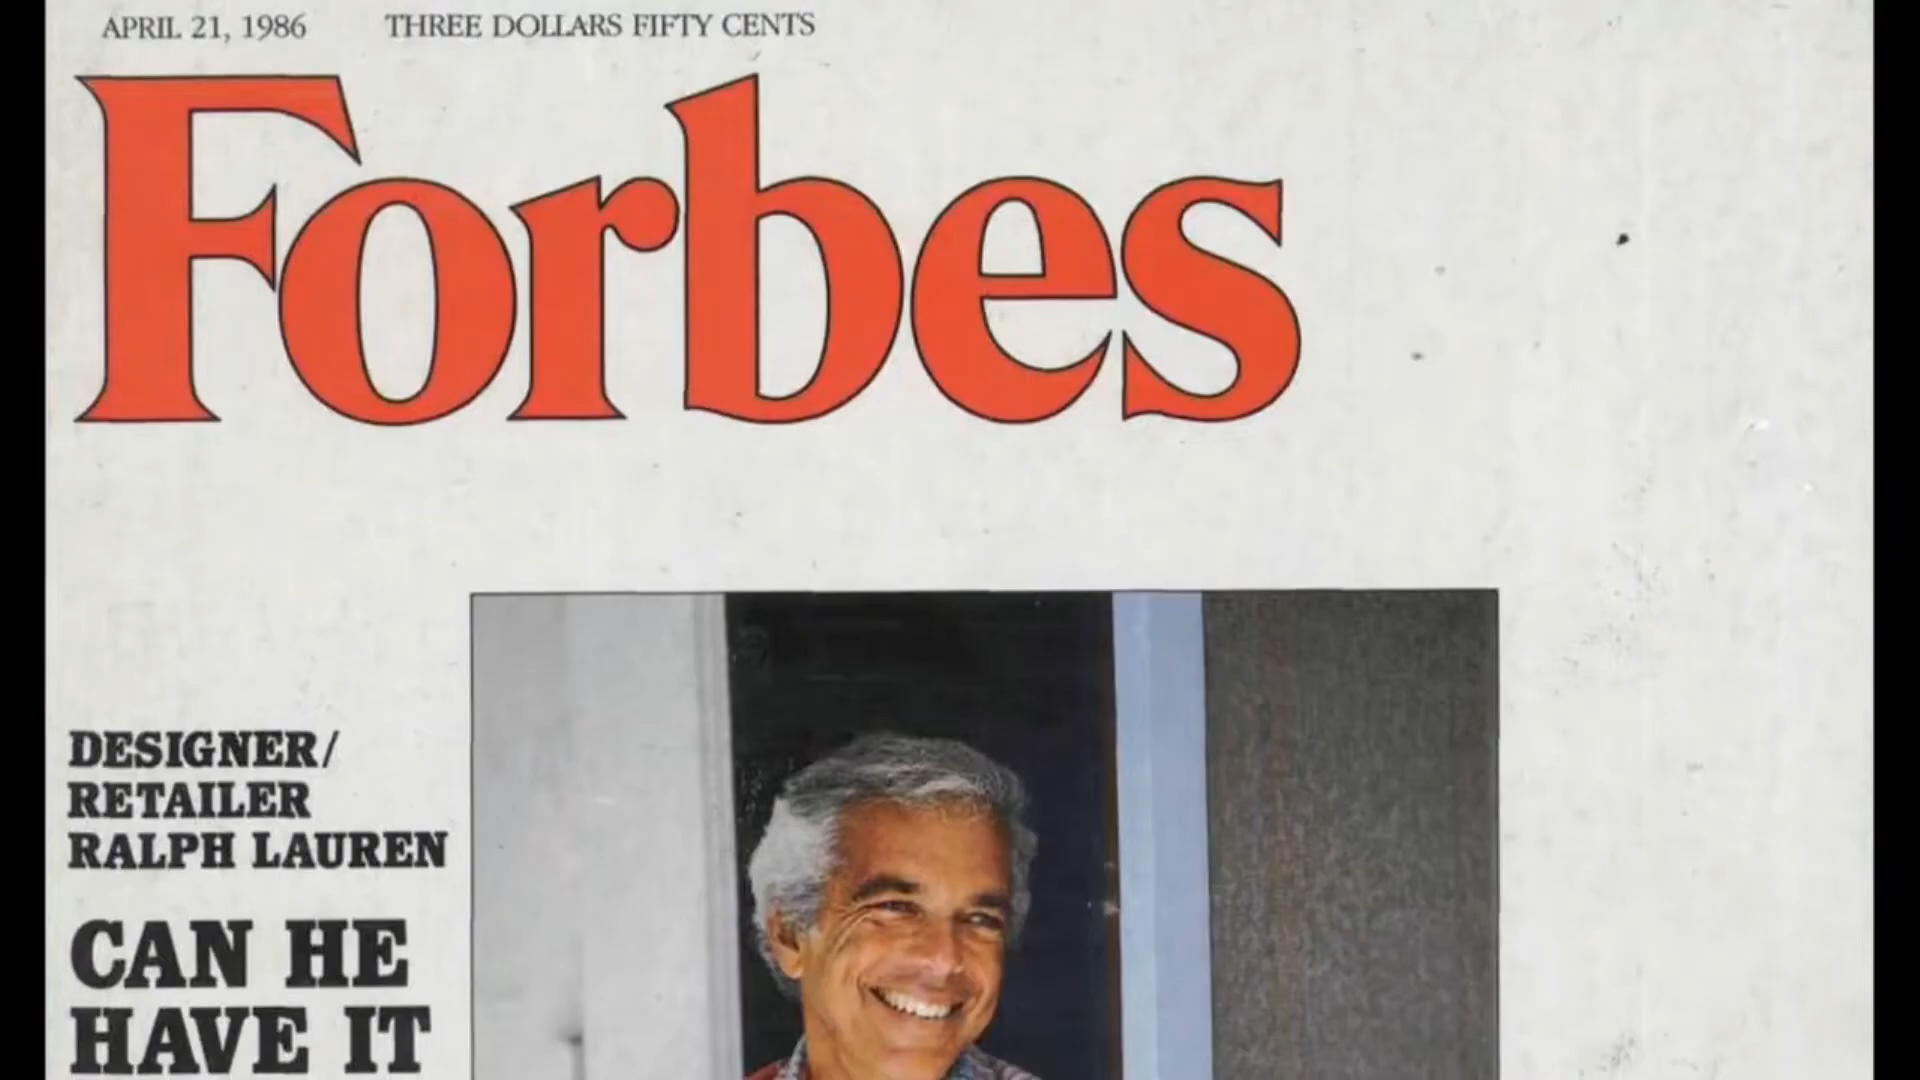 APRIL 21, 1986 THREE DOLLARS FIFTY CENTS
Forbes
DESIGNER/
RETAILER
RALPH LAUREN
CAN HE
HAVE IT